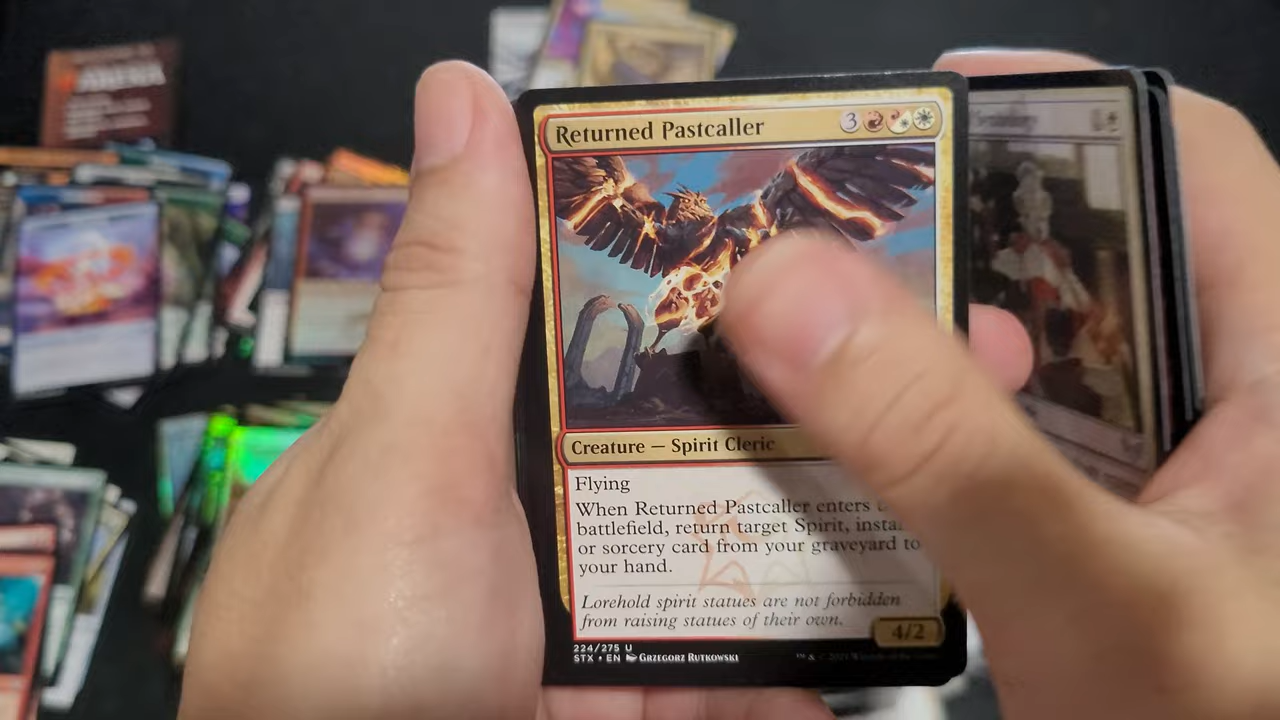 ARENA
Returned Pastcaller
3
Creature — Spirit Cleric
Flying
When Returned Pastcaller enters
battlefield, return target Spirit,
or sorcery card from your graveyard to
your hand.
Lorehold spirit statues are not forbidden
from raising statues of their own.
4/2
224/275 U
STX • EN GRZEGORZ RUTKOWSKI